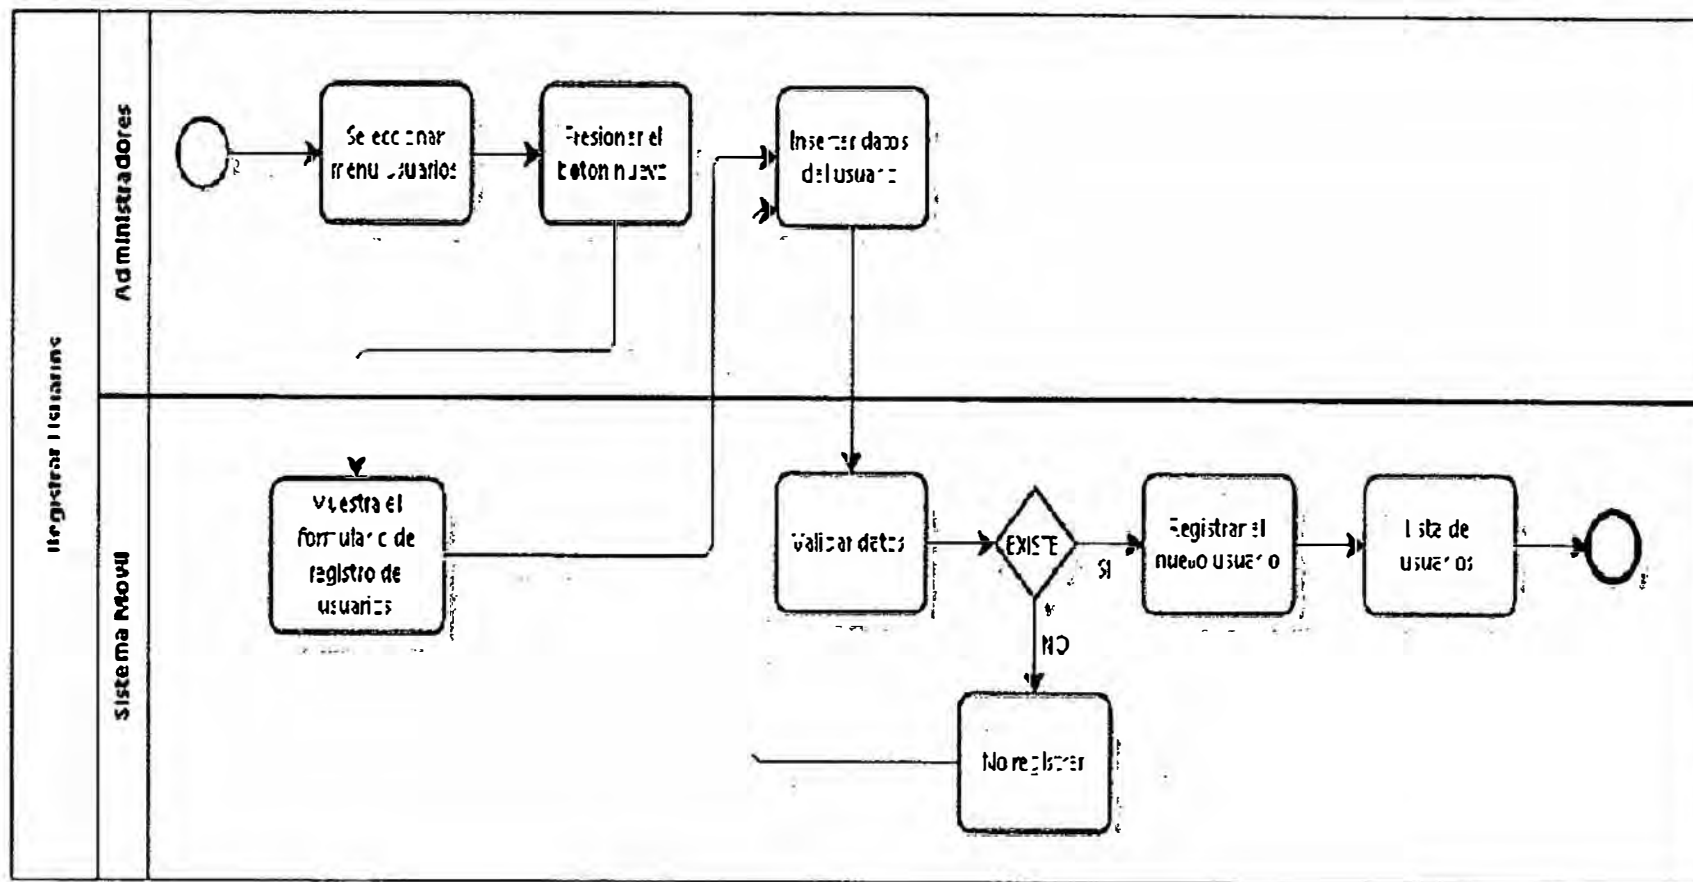 Registrar Usuarios
Administradores
Seleccionar
menu usuarios
Presionar el
boton nuevo
Insertar datos
del usuario
Sistema Movil
Muestra el
formulario de
registro de
usuarios
Validar datos
EXISTE
SI
NO
Registrar el
nuevo usuario
Lista de
usuarios
No registrar